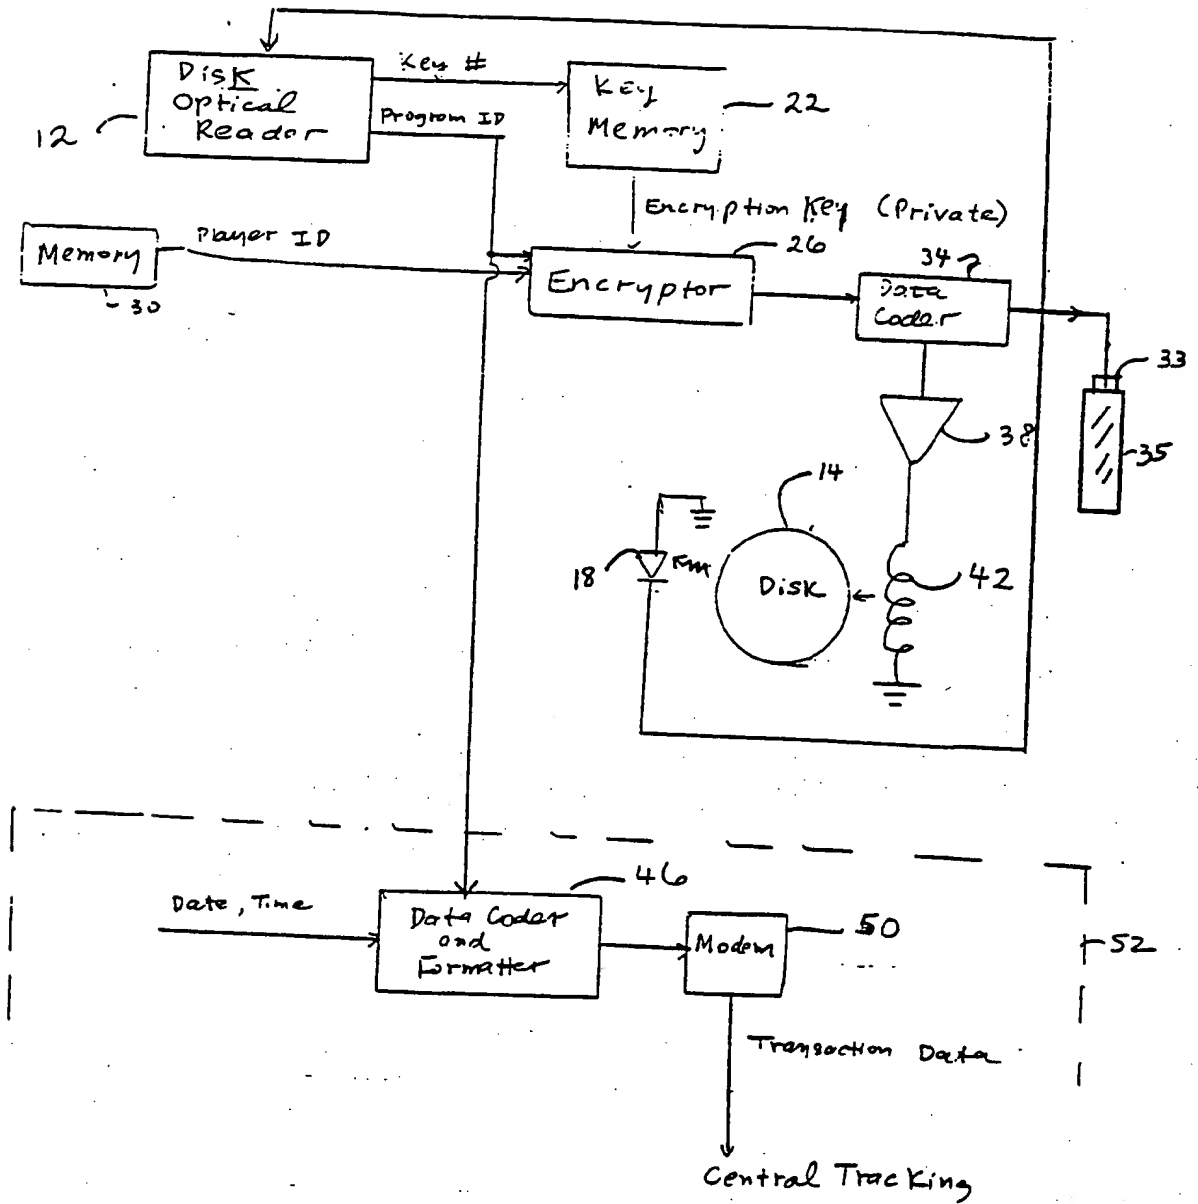 Disk
Optical
Reader
12
Key #
Program ID
Key
Memory
22
Encryption Key (Private)
Memory
30
Player ID
Encryptor
26
Data
Coder
34
33
35
38
14
Disk
18
42
Date, Time
Data Coder
and
Formatter
46
Modem
50
52
Transaction Data
Central Tracking